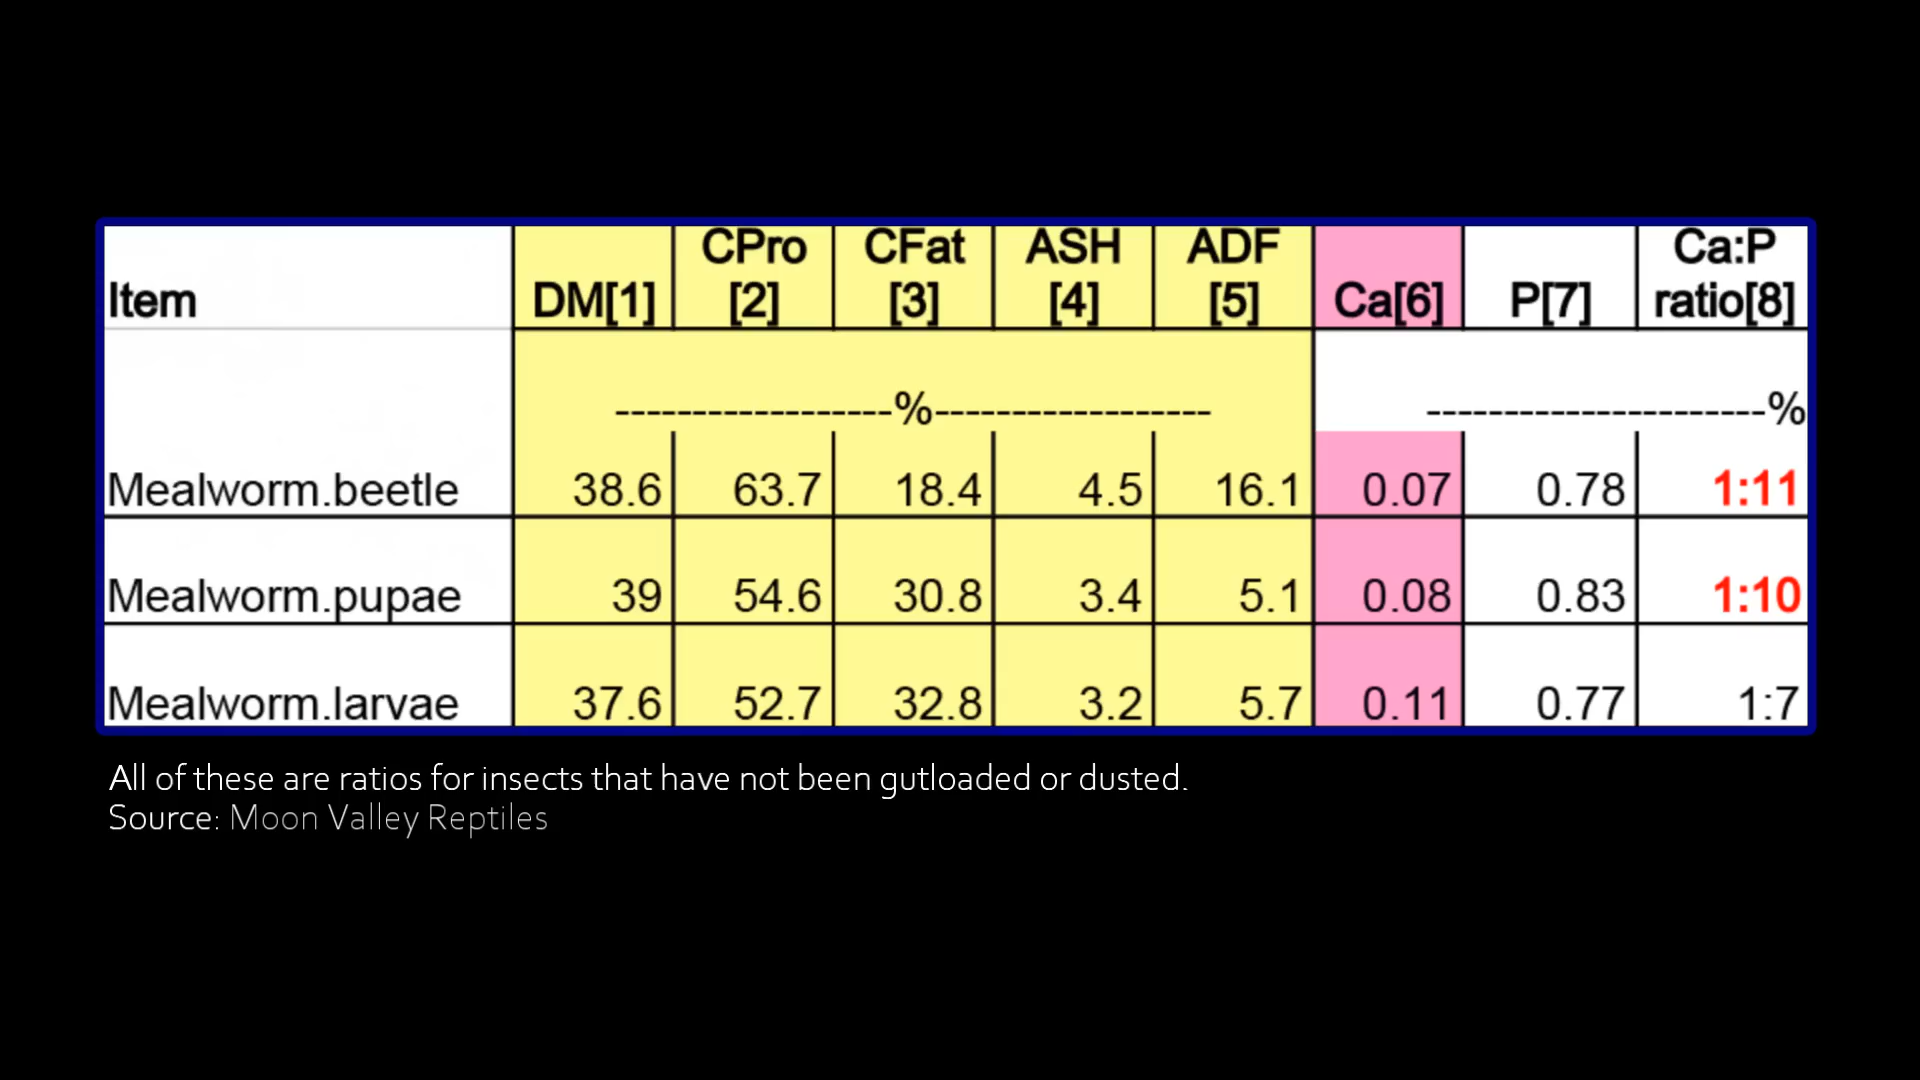 Item DM[1] CPro [2] CFat [3] ASH [4] ADF [5] Ca[6] P[7] Ca:P ratio[8]
------------------%------------------ ----------------------%
Mealworm.beetle 38.6 63.7 18.4 4.5 16.1 0.07 0.78 1:11
Mealworm.pupae 39 54.6 30.8 3.4 5.1 0.08 0.83 1:10
Mealworm.larvae 37.6 52.7 32.8 3.2 5.7 0.11 0.77 1:7
All of these are ratios for insects that have not been gutloaded or dusted.
Source: Moon Valley Reptiles